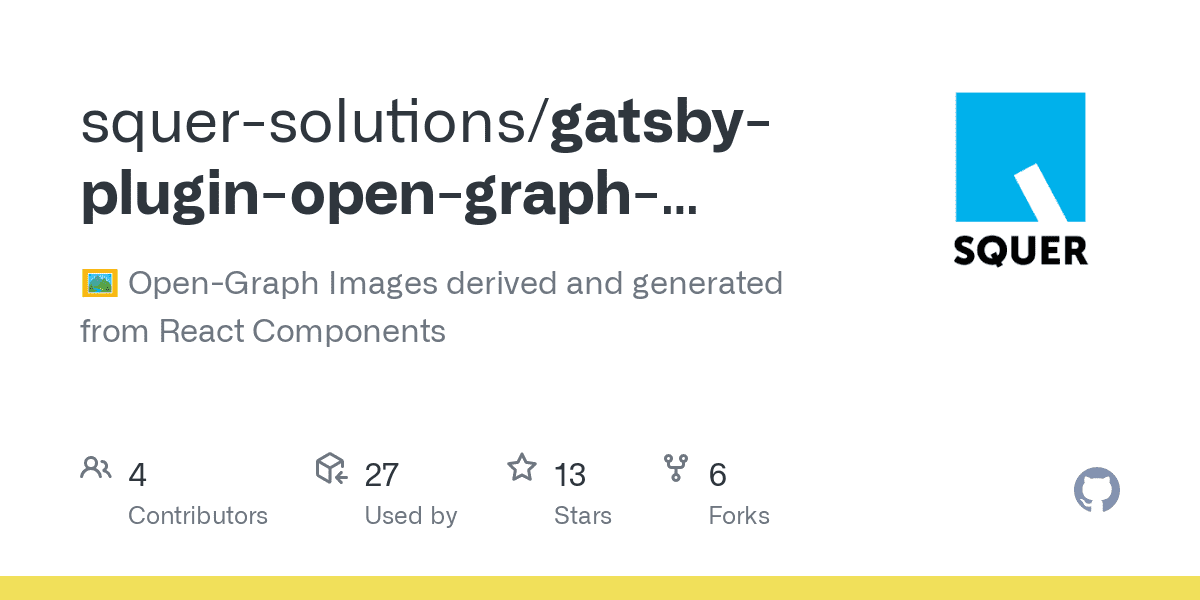 squer-solutions/gatsby-
plugin-open-graph-...
🖼️ Open-Graph Images derived and generated
from React Components
SQUER
4
Contributors
27
Used by
13
Stars
6
Forks